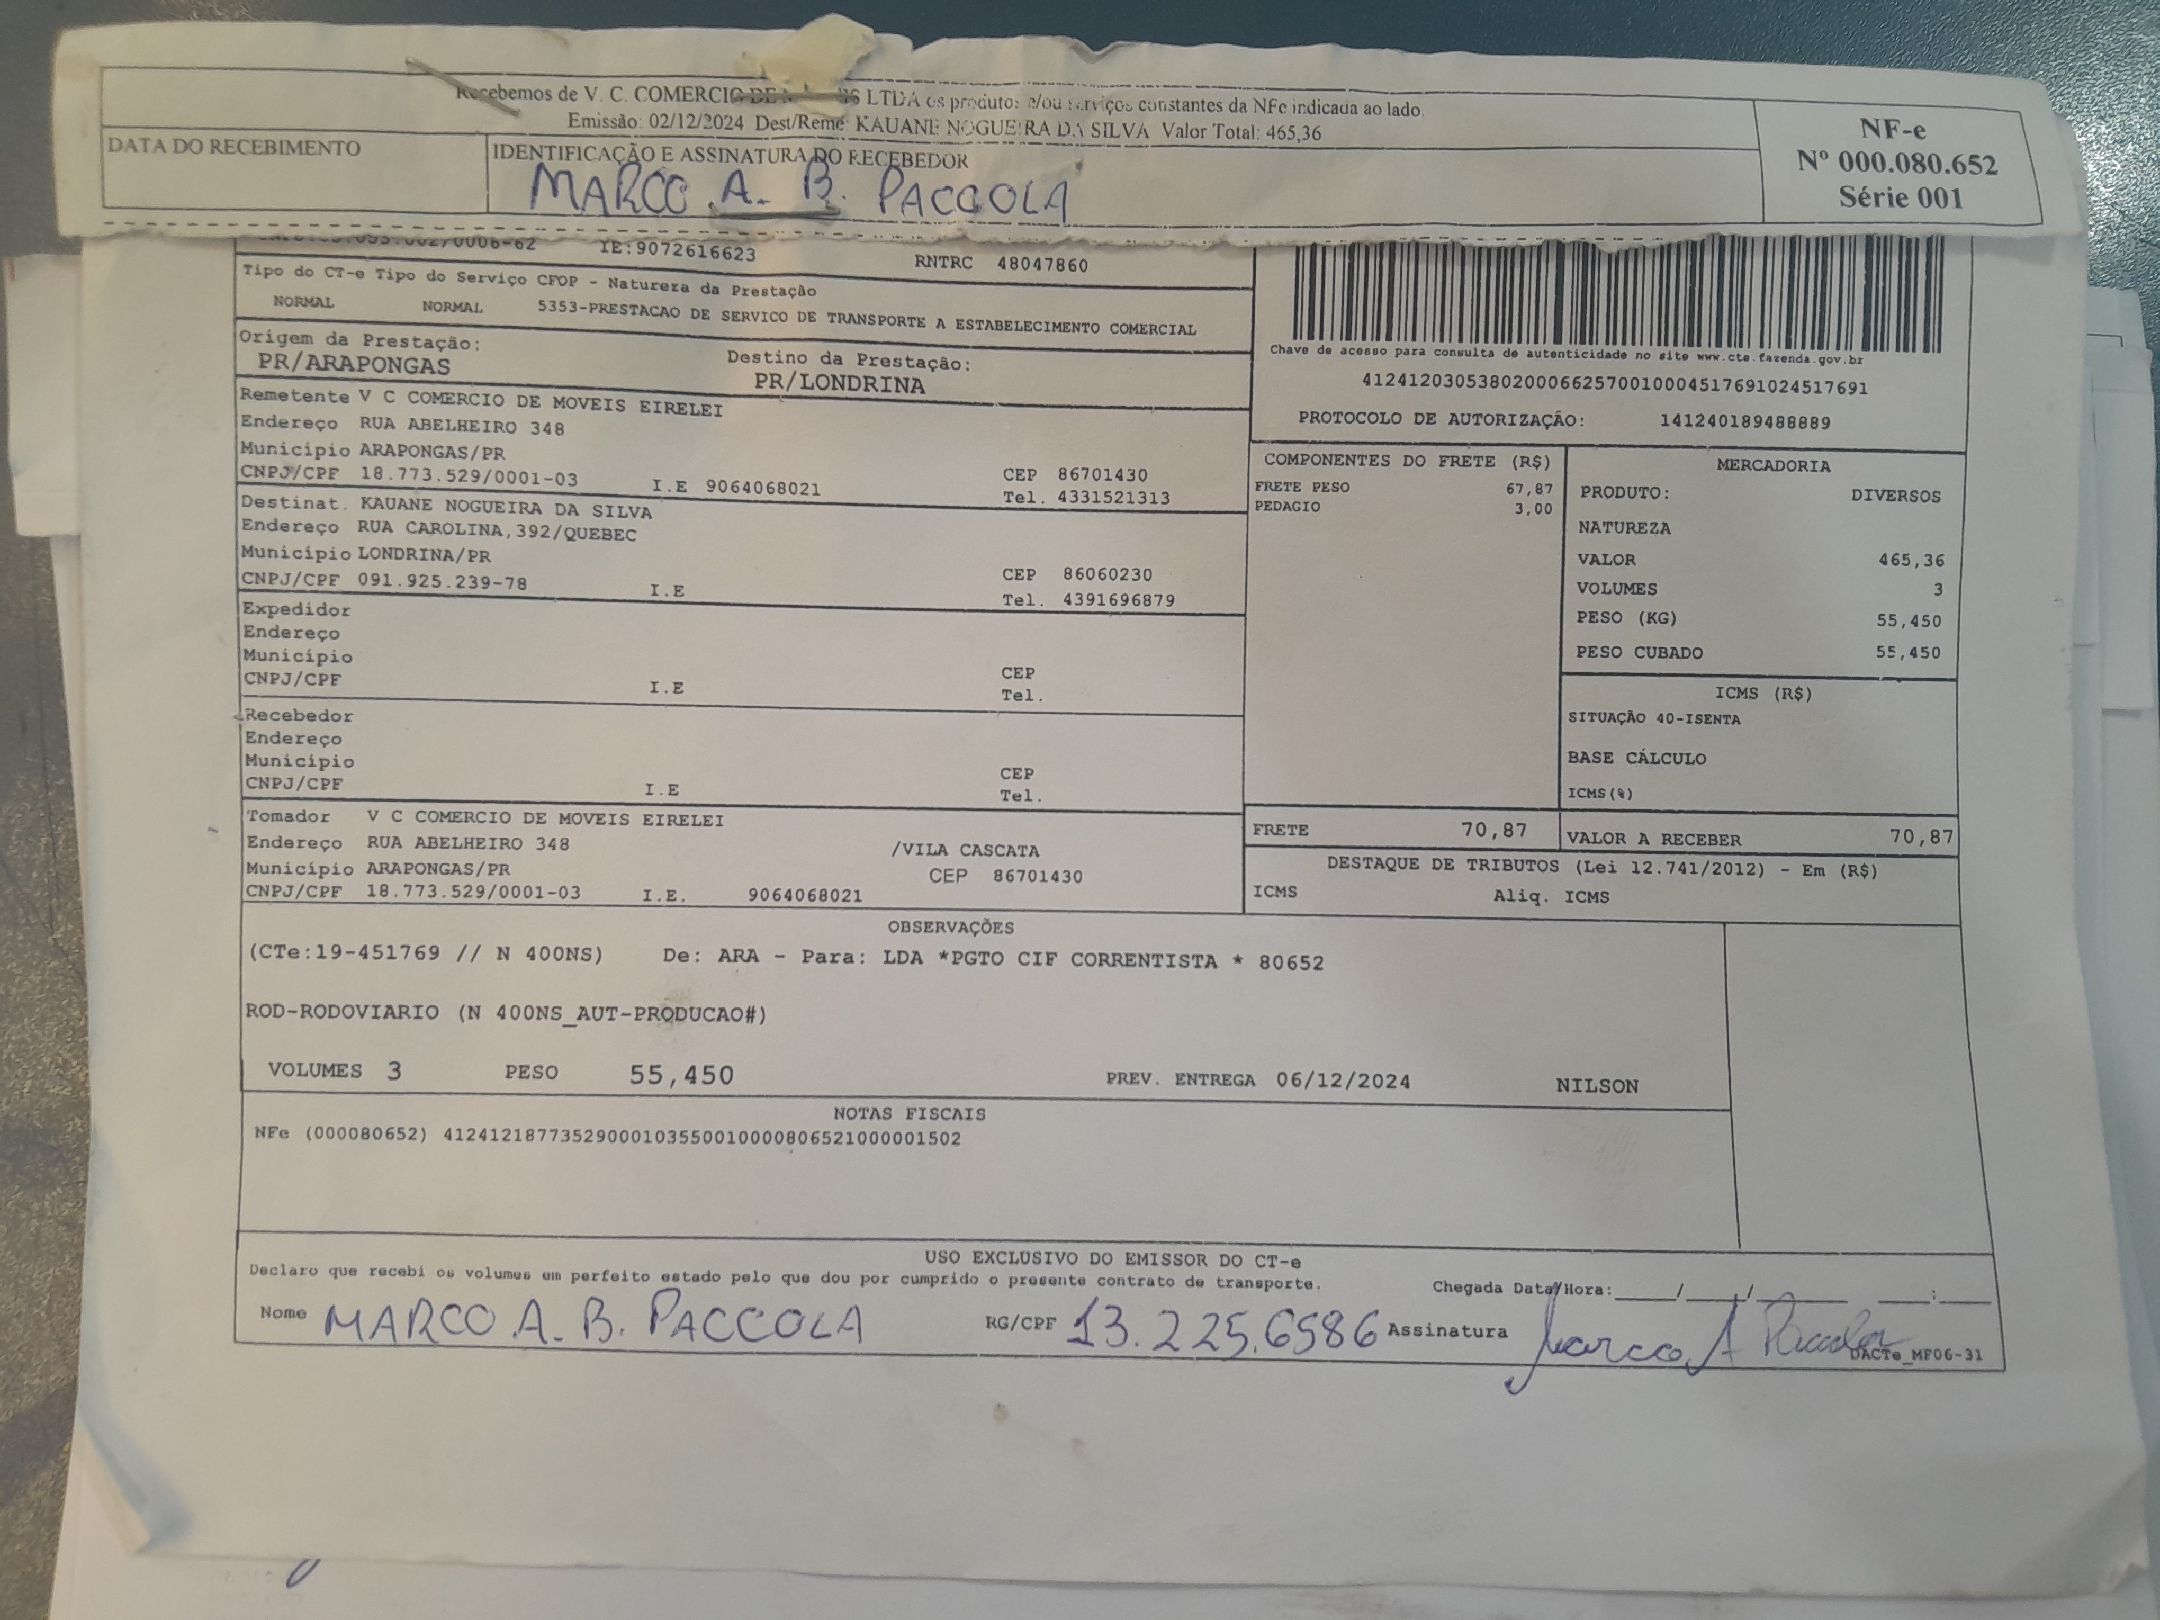 Recebemos de V. C. COMERCIO DE LTDA os produtos e/ou serviços constantes da NFe indicada ao lado.
Emissão: 02/12/2024 Dest/Reme: KAUANE NOGUEIRA DA SILVA Valor Total: 465,36
NF-e
Nº 000.080.652
Série 001
DATA DO RECEBIMENTO
IDENTIFICAÇÃO E ASSINATURA DO RECEBEDOR
MARCO A. B. PACCOLA
IE:9072616623 RNTRC 48047860
Tipo do CT-e Tipo do Serviço CFOP - Natureza da Prestação
NORMAL NORMAL 5353-PRESTACAO DE SERVICO DE TRANSPORTE A ESTABELECIMENTO COMERCIAL
Origem da Prestação: Destino da Prestação:
PR/ARAPONGAS PR/LONDRINA
Chave de acesso para consulta de autenticidade no site www.cte.fazenda.gov.br
41241203053802000662570010004517691024517691
PROTOCOLO DE AUTORIZAÇÃO: 141240189488889
Remetente V C COMERCIO DE MOVEIS EIRELEI
Endereço RUA ABELHEIRO 348
Município ARAPONGAS/PR CEP 86701430
CNPJ/CPF 18.773.529/0001-03 I.E 9064068021 Tel. 4331521313
Destinat. KAUANE NOGUEIRA DA SILVA
Endereço RUA CAROLINA,392/QUEBEC
Município LONDRINA/PR CEP 86060230
CNPJ/CPF 091.925.239-78 I.E Tel. 4391696879
Expedidor
Endereço
Município CEP
CNPJ/CPF I.E Tel.
Recebedor
Endereço
Município CEP
CNPJ/CPF I.E Tel.
Tomador V C COMERCIO DE MOVEIS EIRELEI
Endereço RUA ABELHEIRO 348 /VILA CASCATA
Município ARAPONGAS/PR CEP 86701430
CNPJ/CPF 18.773.529/0001-03 I.E. 9064068021
COMPONENTES DO FRETE (R$)
FRETE PESO 67,87
PEDAGIO 3,00
MERCADORIA
PRODUTO: DIVERSOS
NATUREZA
VALOR 465,36
VOLUMES 3
PESO (KG) 55,450
PESO CUBADO 55,450
ICMS (R$)
SITUAÇÃO 40-ISENTA
BASE CÁLCULO
ICMS(%)
FRETE 70,87 VALOR A RECEBER 70,87
DESTAQUE DE TRIBUTOS (Lei 12.741/2012) - Em (R$)
ICMS Aliq. ICMS
OBSERVAÇÕES
(CTe:19-451769 // N 400NS) De: ARA - Para: LDA *PGTO CIF CORRENTISTA * 80652
ROD-RODOVIARIO (N 400NS_AUT-PRODUCAO#)
VOLUMES 3 PESO 55,450 PREV. ENTREGA 06/12/2024 NILSON
NOTAS FISCAIS
NFe (000080652) 41241218773529000103550010000806521000001502
USO EXCLUSIVO DO EMISSOR DO CT-e
Declaro que recebi os volumes em perfeito estado pelo que dou por cumprido o presente contrato de transporte. Chegada Data/Hora:____/____/____ ___:___
Nome MARCO A. B. PACCOLA RG/CPF 13.225.6586 Assinatura Marco A Paccola
DACTe_MF06-31